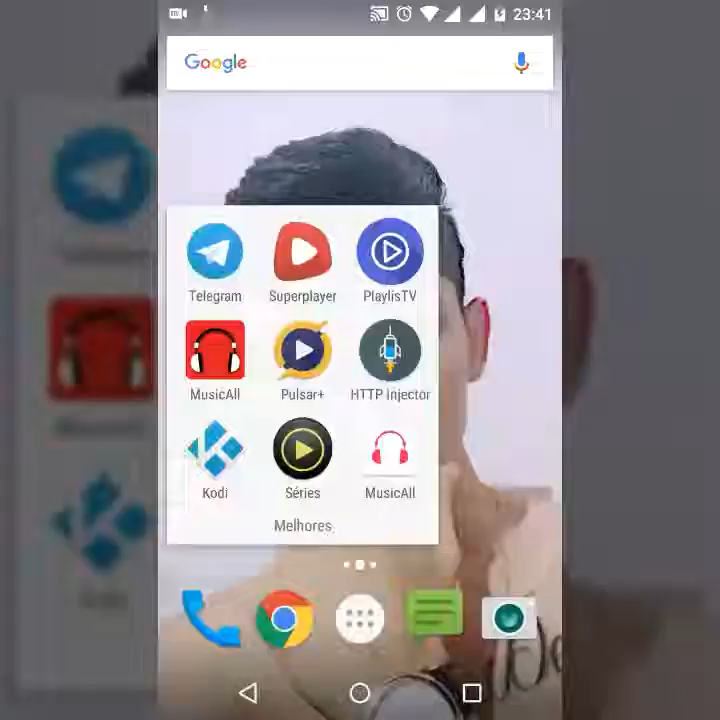 23:41
Google
Telegram Superplayer PlaylisTV
MusicAll Pulsar+ HTTP Injector
Kodi Séries MusicAll
Melhores